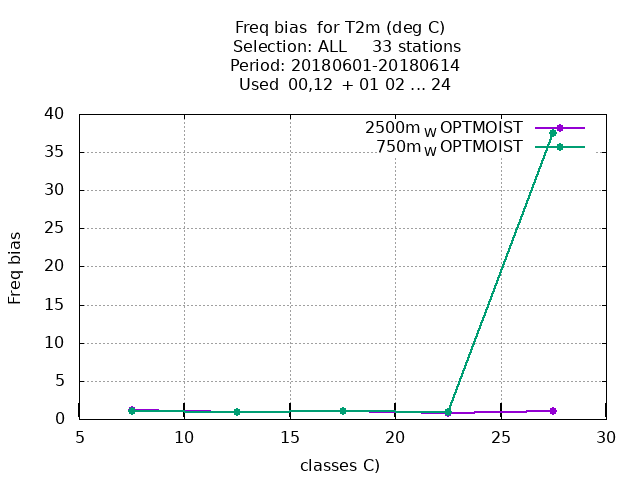 Freq bias for T2m (deg C)
Selection: ALL 33 stations
Period: 20180601-20180614
Used 00,12 + 01 02 ... 24
2500m_W OPTMOIST
750m_W OPTMOIST
Freq bias
40
35
30
25
20
15
10
5
0
5 10 15 20 25 30
classes C)